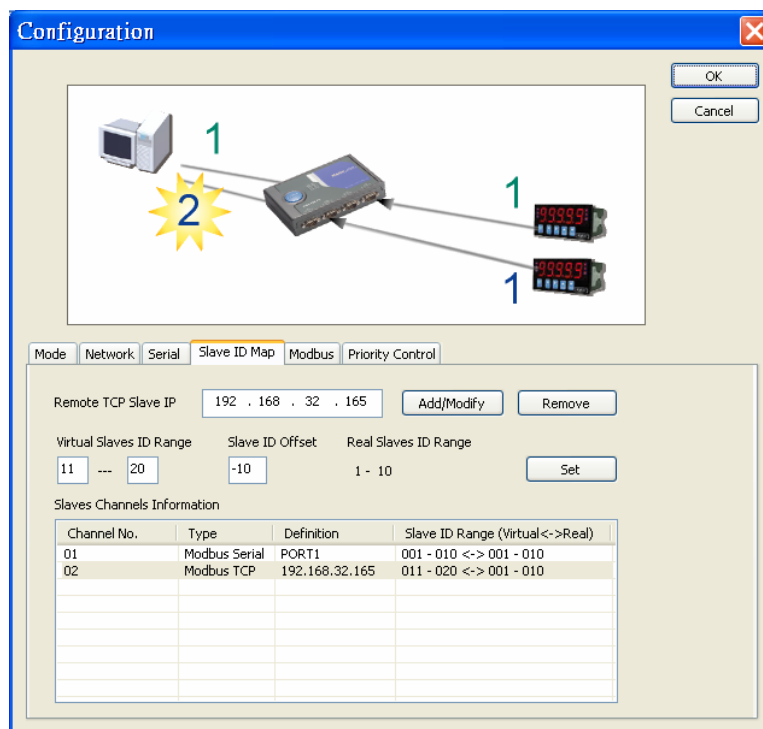 Configuration
OK
Cancel
1
2
1
99999
99999
1
Mode Network Serial Slave ID Map Modbus Priority Control
Remote TCP Slave IP 192 . 168 . 32 . 165 Add/Modify Remove
Virtual Slaves ID Range Slave ID Offset Real Slaves ID Range
11 --- 20 -10 1 - 10 Set
Slaves Channels Information
Channel No. Type Definition Slave ID Range (Virtual<->Real)
01 Modbus Serial PORT1 001 - 010 <-> 001 - 010
02 Modbus TCP 192.168.32.165 011 - 020 <-> 001 - 010